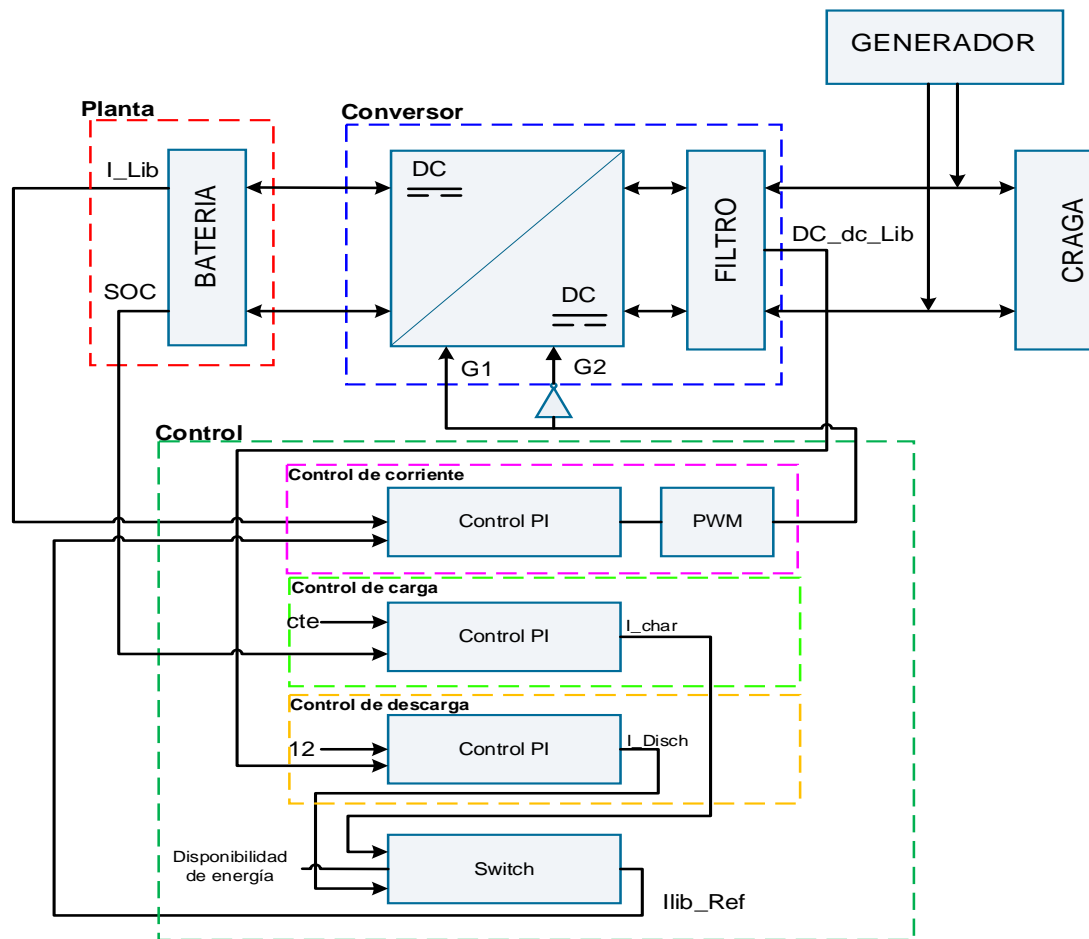 GENERADOR
Planta
Conversor
I_Lib
BATERIA
DC
FILTRO
DC_dc_Lib
CRAGA
SOC
DC
G1
G2
Control
Control de corriente
Control PI
PWM
Control de carga
cte
Control PI
I_char
Control de descarga
12
Control PI
I_Disch
Disponibilidad
de energía
Switch
Ilib_Ref